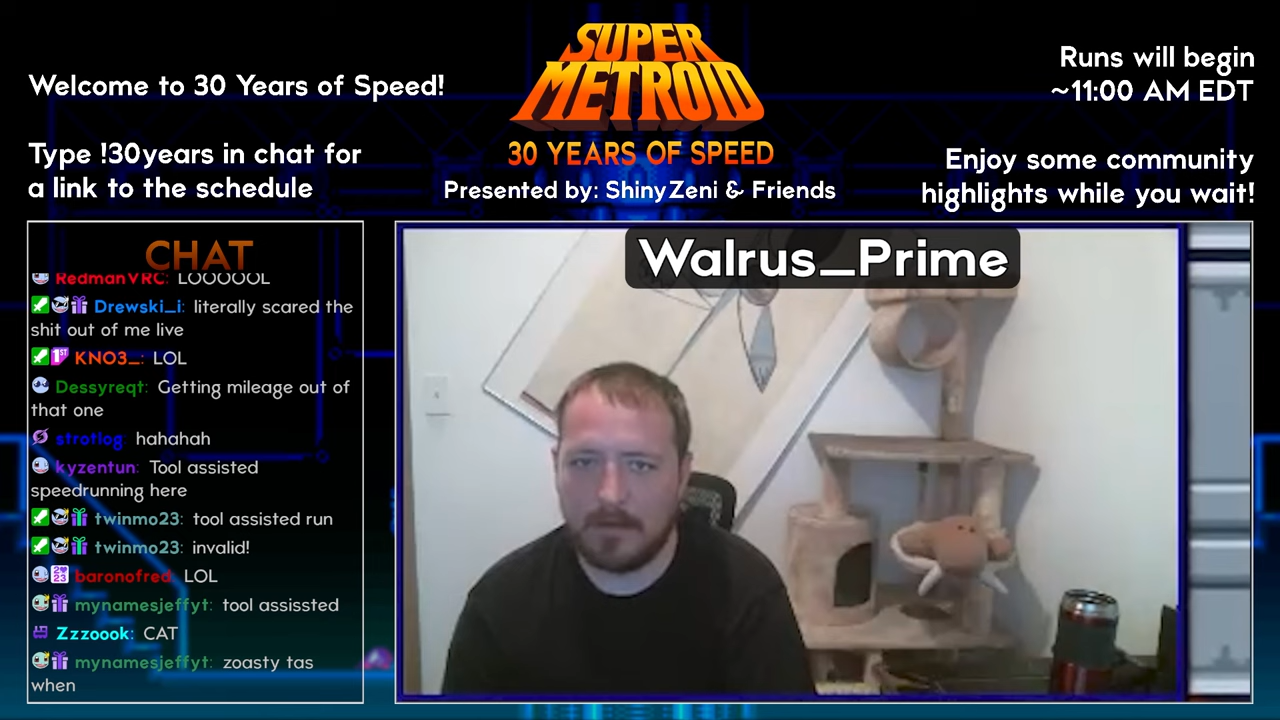 Welcome to 30 Years of Speed!
Type !30years in chat for
a link to the schedule
SUPER
METROID
30 YEARS OF SPEED
Presented by: ShinyZeni & Friends
Runs will begin
~11:00 AM EDT
Enjoy some community
highlights while you wait!
CHAT
RedmanVRC: LOOOOOL
Drewski_i: literally scared the
shit out of me live
1ST KNO3_: LOL
Dessyreqt: Getting mileage out of
that one
strotlog: hahahah
kyzentun: Tool assisted
speedrunning here
twinmo23: tool assisted run
twinmo23: invalid!
baronofred: LOL
mynamesjeffyt: tool assissted
Zzzoook: CAT
mynamesjeffyt: zoasty tas
when
Walrus_Prime